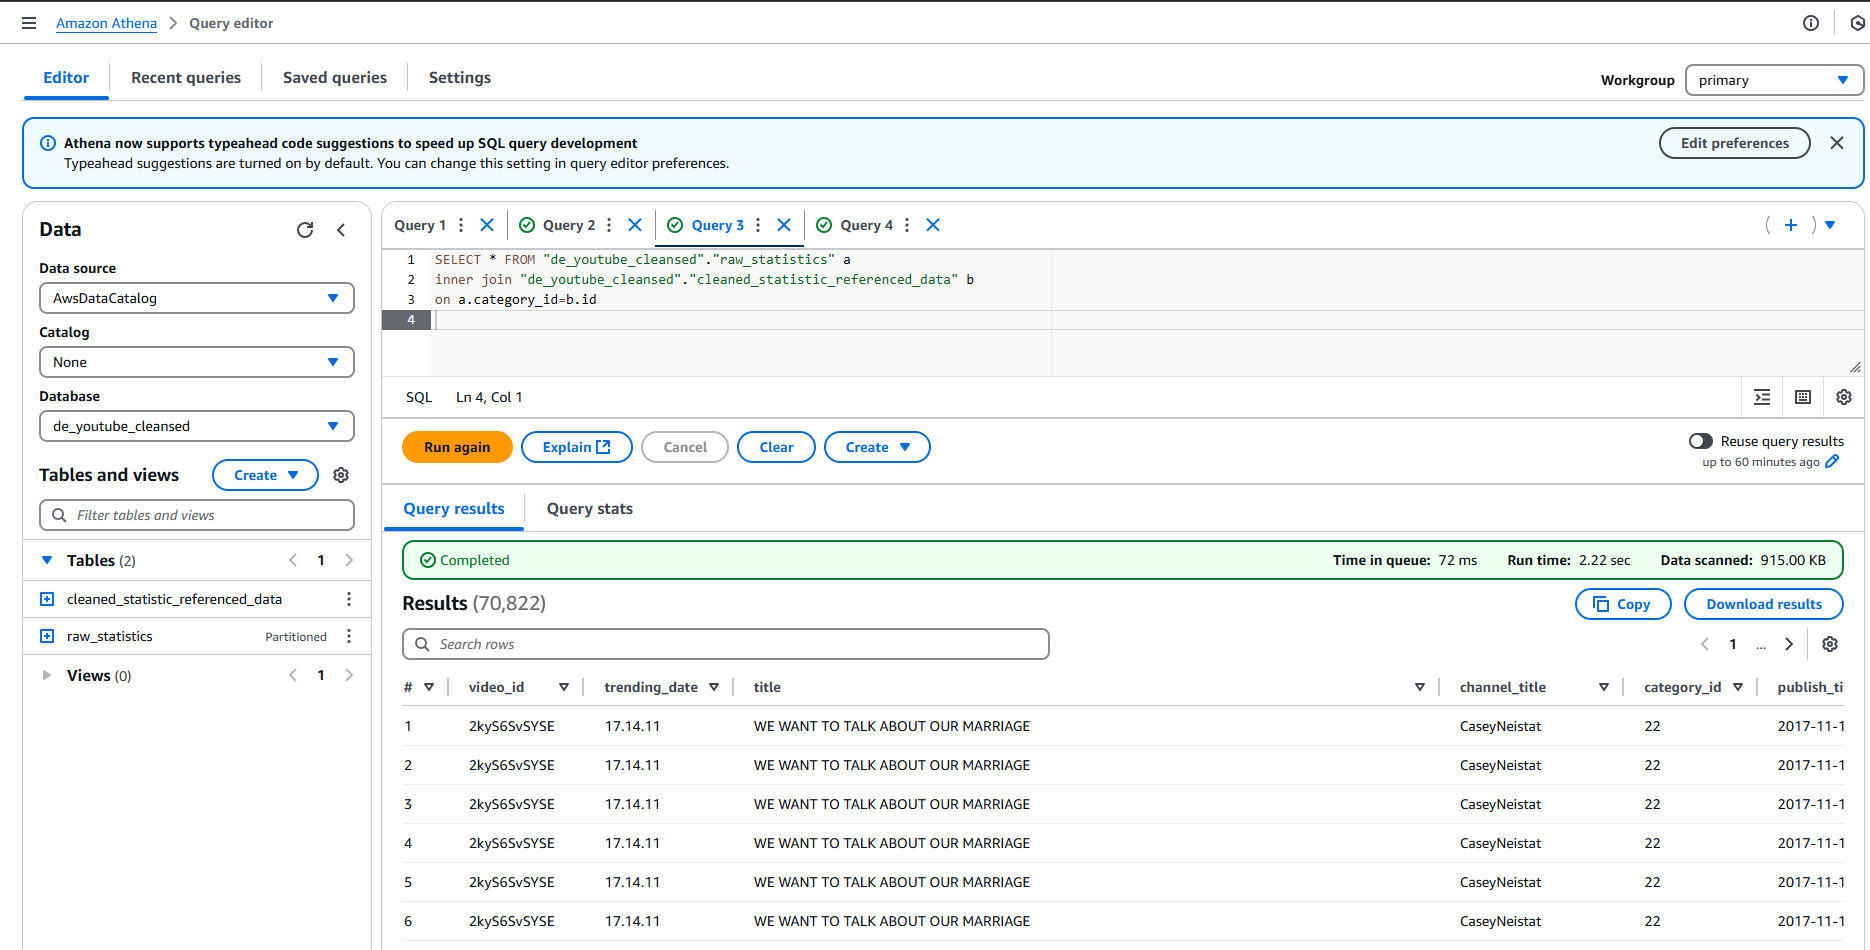 Amazon Athena > Query editor
Editor Recent queries Saved queries Settings Workgroup primary
Athena now supports typeahead code suggestions to speed up SQL query development
Typeahead suggestions are turned on by default. You can change this setting in query editor preferences.
Edit preferences
Data
Data source
AwsDataCatalog
Catalog
None
Database
de_youtube_cleansed
Tables and views Create
Filter tables and views
Tables (2) 1
cleaned_statistic_referenced_data
raw_statistics Partitioned
Views (0) 1
Query 1 Query 2 Query 3 Query 4
1 SELECT * FROM "de_youtube_cleansed"."raw_statistics" a
2 inner join "de_youtube_cleansed"."cleaned_statistic_referenced_data" b
3 on a.category_id=b.id
4
SQL Ln 4, Col 1
Run again Explain Cancel Clear Create
Reuse query results
up to 60 minutes ago
Query results Query stats
Completed Time in queue: 72 ms Run time: 2.22 sec Data scanned: 915.00 KB
Results (70,822) Copy Download results
Search rows 1 ...
# video_id trending_date title channel_title category_id publish_ti
1 2kyS6SvSYSE 17.14.11 WE WANT TO TALK ABOUT OUR MARRIAGE CaseyNeistat 22 2017-11-1
2 2kyS6SvSYSE 17.14.11 WE WANT TO TALK ABOUT OUR MARRIAGE CaseyNeistat 22 2017-11-1
3 2kyS6SvSYSE 17.14.11 WE WANT TO TALK ABOUT OUR MARRIAGE CaseyNeistat 22 2017-11-1
4 2kyS6SvSYSE 17.14.11 WE WANT TO TALK ABOUT OUR MARRIAGE CaseyNeistat 22 2017-11-1
5 2kyS6SvSYSE 17.14.11 WE WANT TO TALK ABOUT OUR MARRIAGE CaseyNeistat 22 2017-11-1
6 2kyS6SvSYSE 17.14.11 WE WANT TO TALK ABOUT OUR MARRIAGE CaseyNeistat 22 2017-11-1